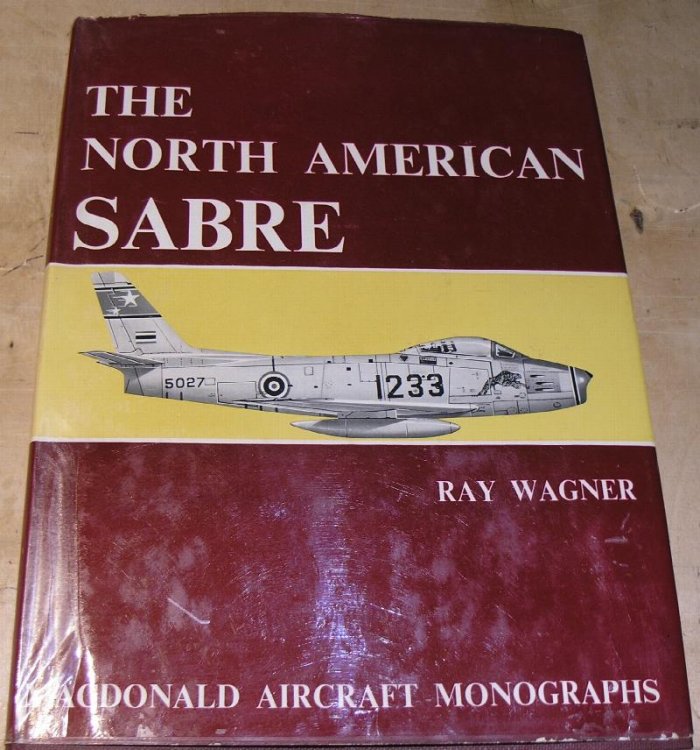 THE
NORTH AMERICAN
SABRE
5027
1233
RAY WAGNER
MACDONALD AIRCRAFT MONOGRAPHS